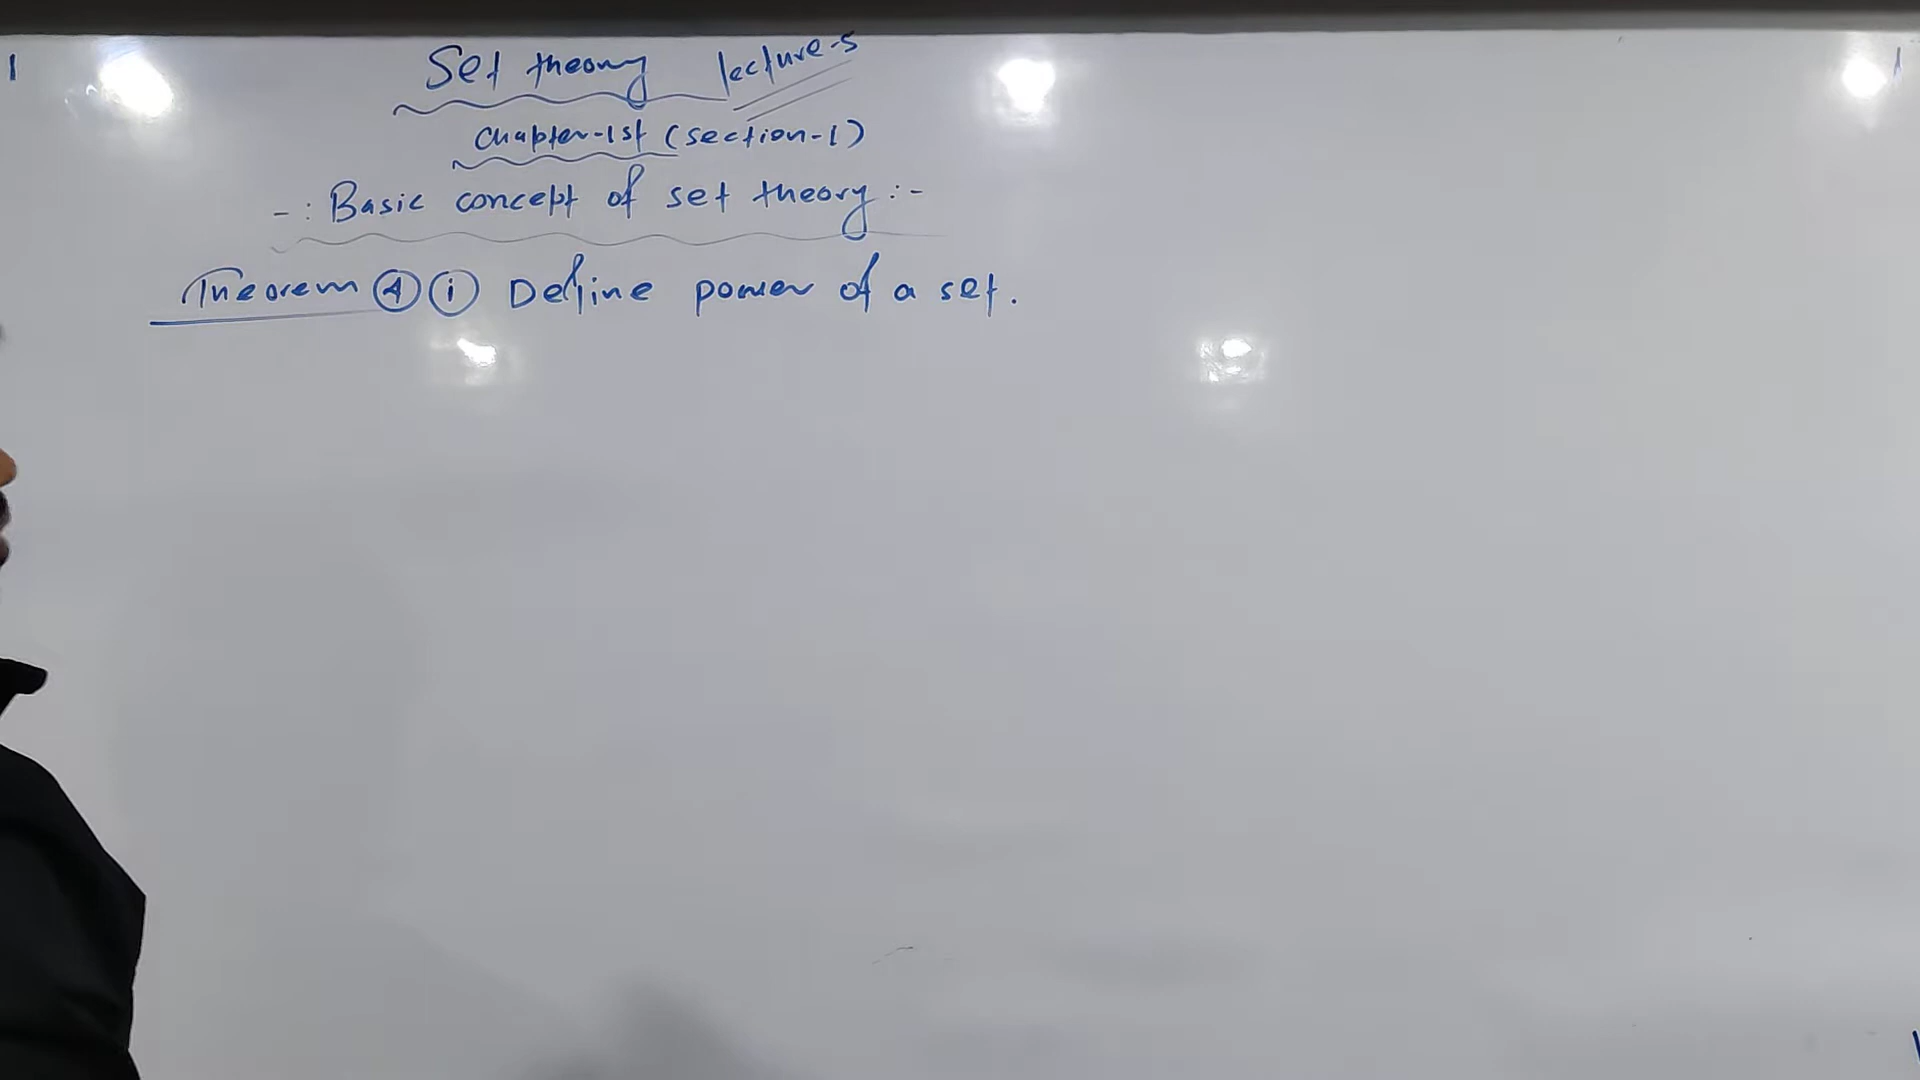 Set theory lecture-5
Chapter-1st (section-1)
-: Basic concept of set theory :-
Theorem ④ ⓘ Define power of a set.